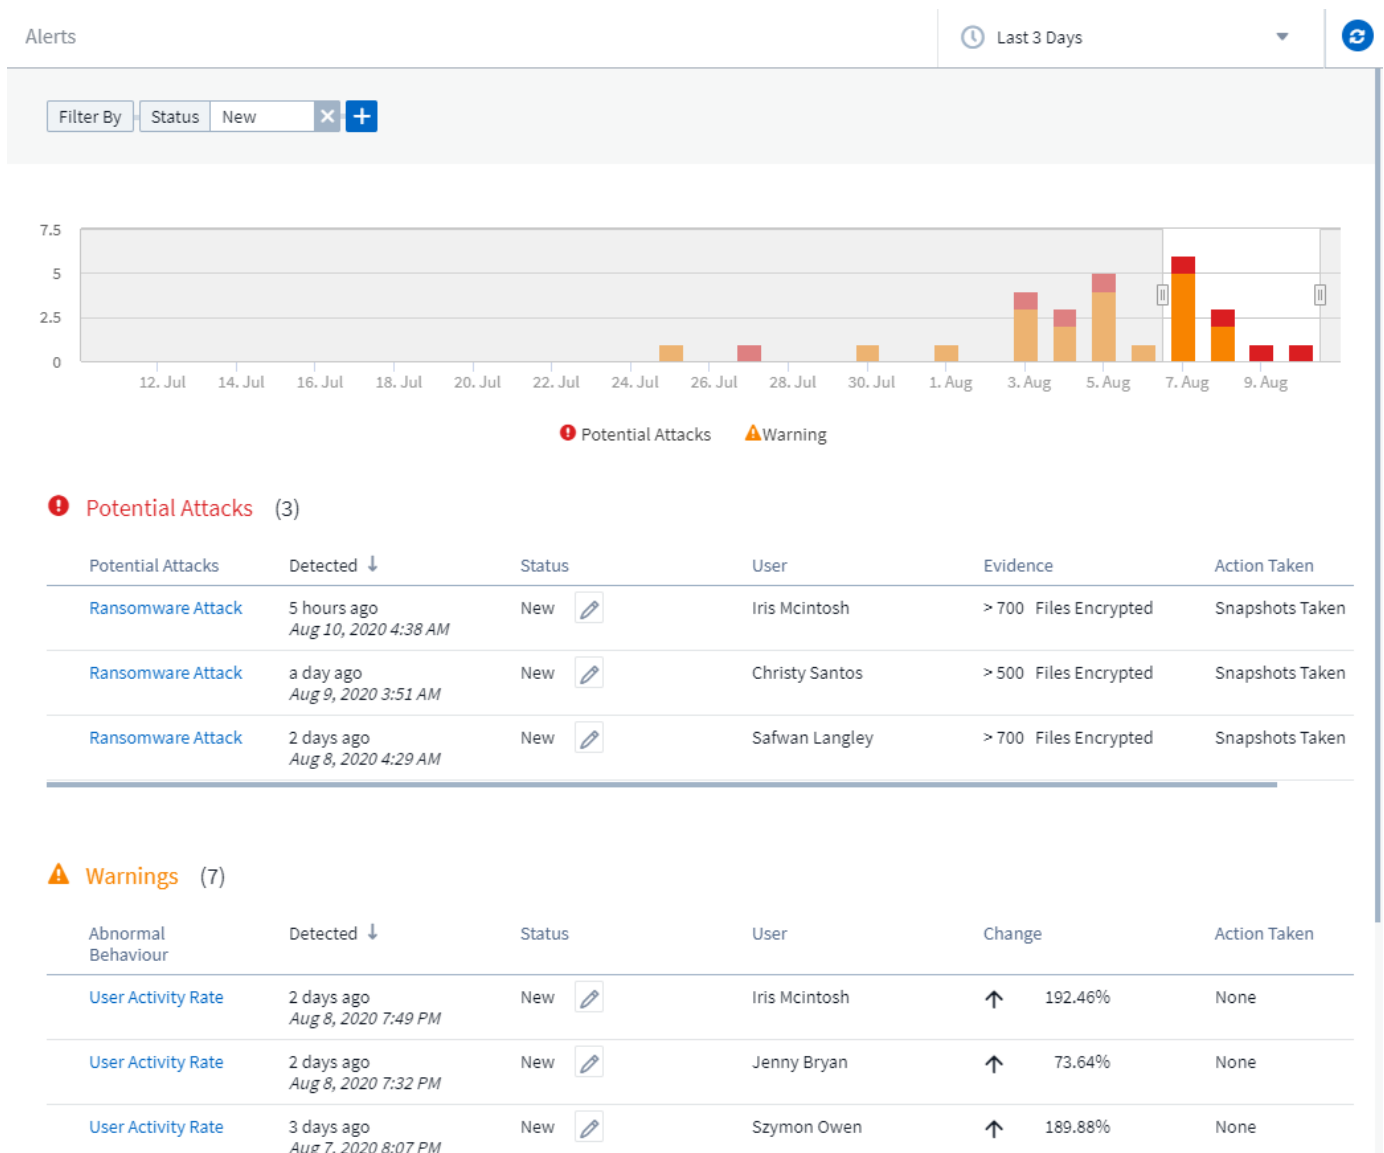 Alerts
Last 3 Days
Filter By Status New
7.5
5
2.5
0
12. Jul 14. Jul 16. Jul 18. Jul 20. Jul 22. Jul 24. Jul 26. Jul 28. Jul 30. Jul 1. Aug 3. Aug 5. Aug 7. Aug 9. Aug
Potential Attacks Warning
Potential Attacks (3)
Potential Attacks Detected ↓ Status User Evidence Action Taken
Ransomware Attack 5 hours ago New Iris Mcintosh > 700 Files Encrypted Snapshots Taken
Aug 10, 2020 4:38 AM
Ransomware Attack a day ago New Christy Santos > 500 Files Encrypted Snapshots Taken
Aug 9, 2020 3:51 AM
Ransomware Attack 2 days ago New Safwan Langley > 700 Files Encrypted Snapshots Taken
Aug 8, 2020 4:29 AM
Warnings (7)
Abnormal Behaviour Detected ↓ Status User Change Action Taken
User Activity Rate 2 days ago New Iris Mcintosh ↑ 192.46% None
Aug 8, 2020 7:49 PM
User Activity Rate 2 days ago New Jenny Bryan ↑ 73.64% None
Aug 8, 2020 7:32 PM
User Activity Rate 3 days ago New Szymon Owen ↑ 189.88% None
Aug 7, 2020 8:07 PM